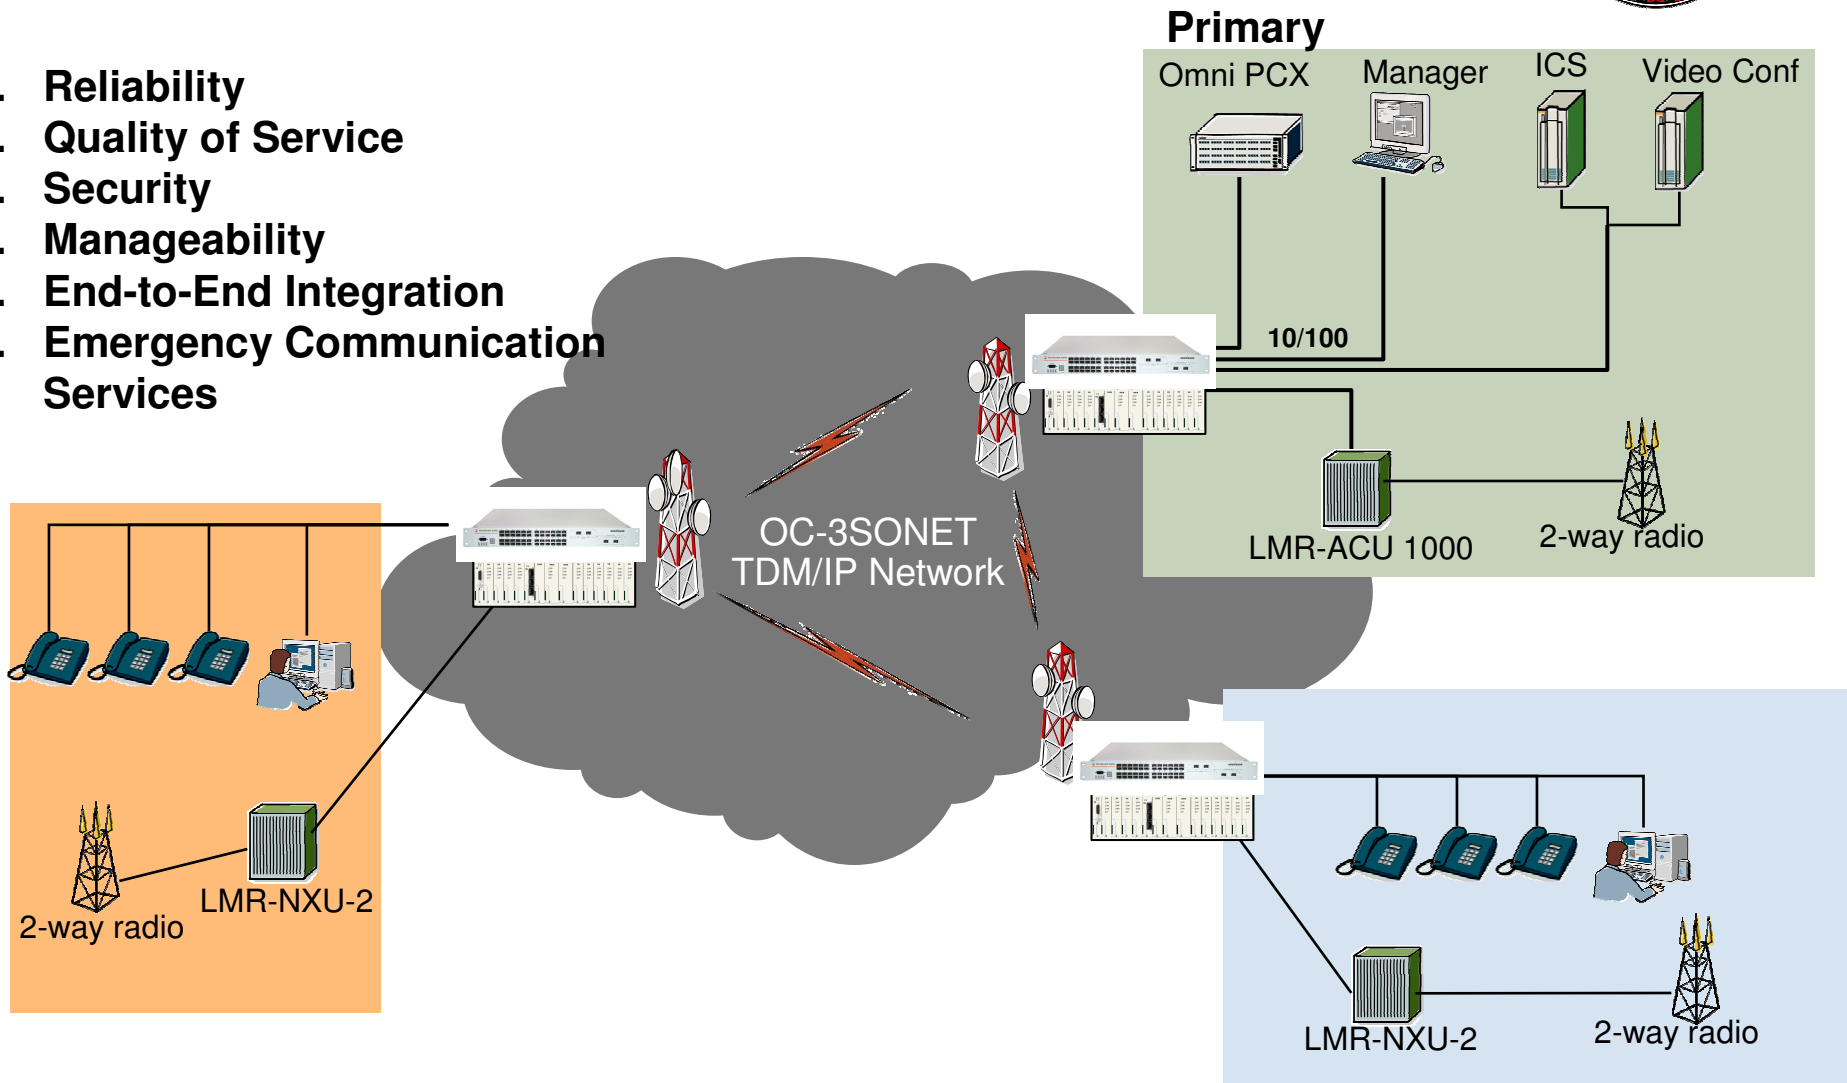 . Reliability
. Quality of Service
. Security
. Manageability
. End-to-End Integration
. Emergency Communication
Services
Primary
Omni PCX
Manager
ICS
Video Conf
10/100
LMR-ACU 1000
2-way radio
OC-3SONET
TDM/IP Network
2-way radio
LMR-NXU-2
LMR-NXU-2
2-way radio